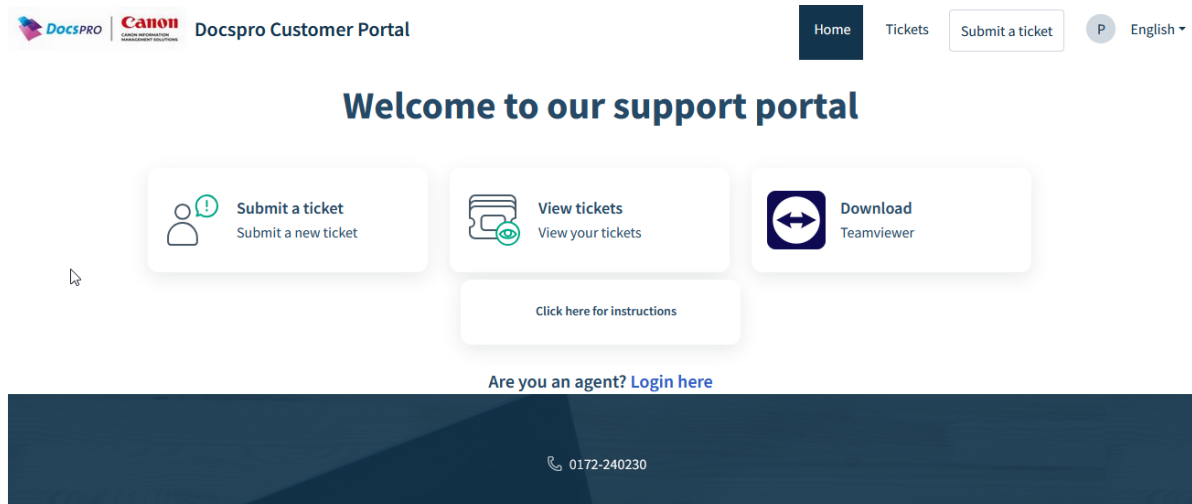 DocsPRO
Canon
CANON INFORMATION
MANAGEMENT SOLUTIONS
Docspro Customer Portal
Home
Tickets
Submit a ticket
P
English
Welcome to our support portal
Submit a ticket
Submit a new ticket
View tickets
View your tickets
Download
Teamviewer
Click here for instructions
Are you an agent? Login here
0172-240230